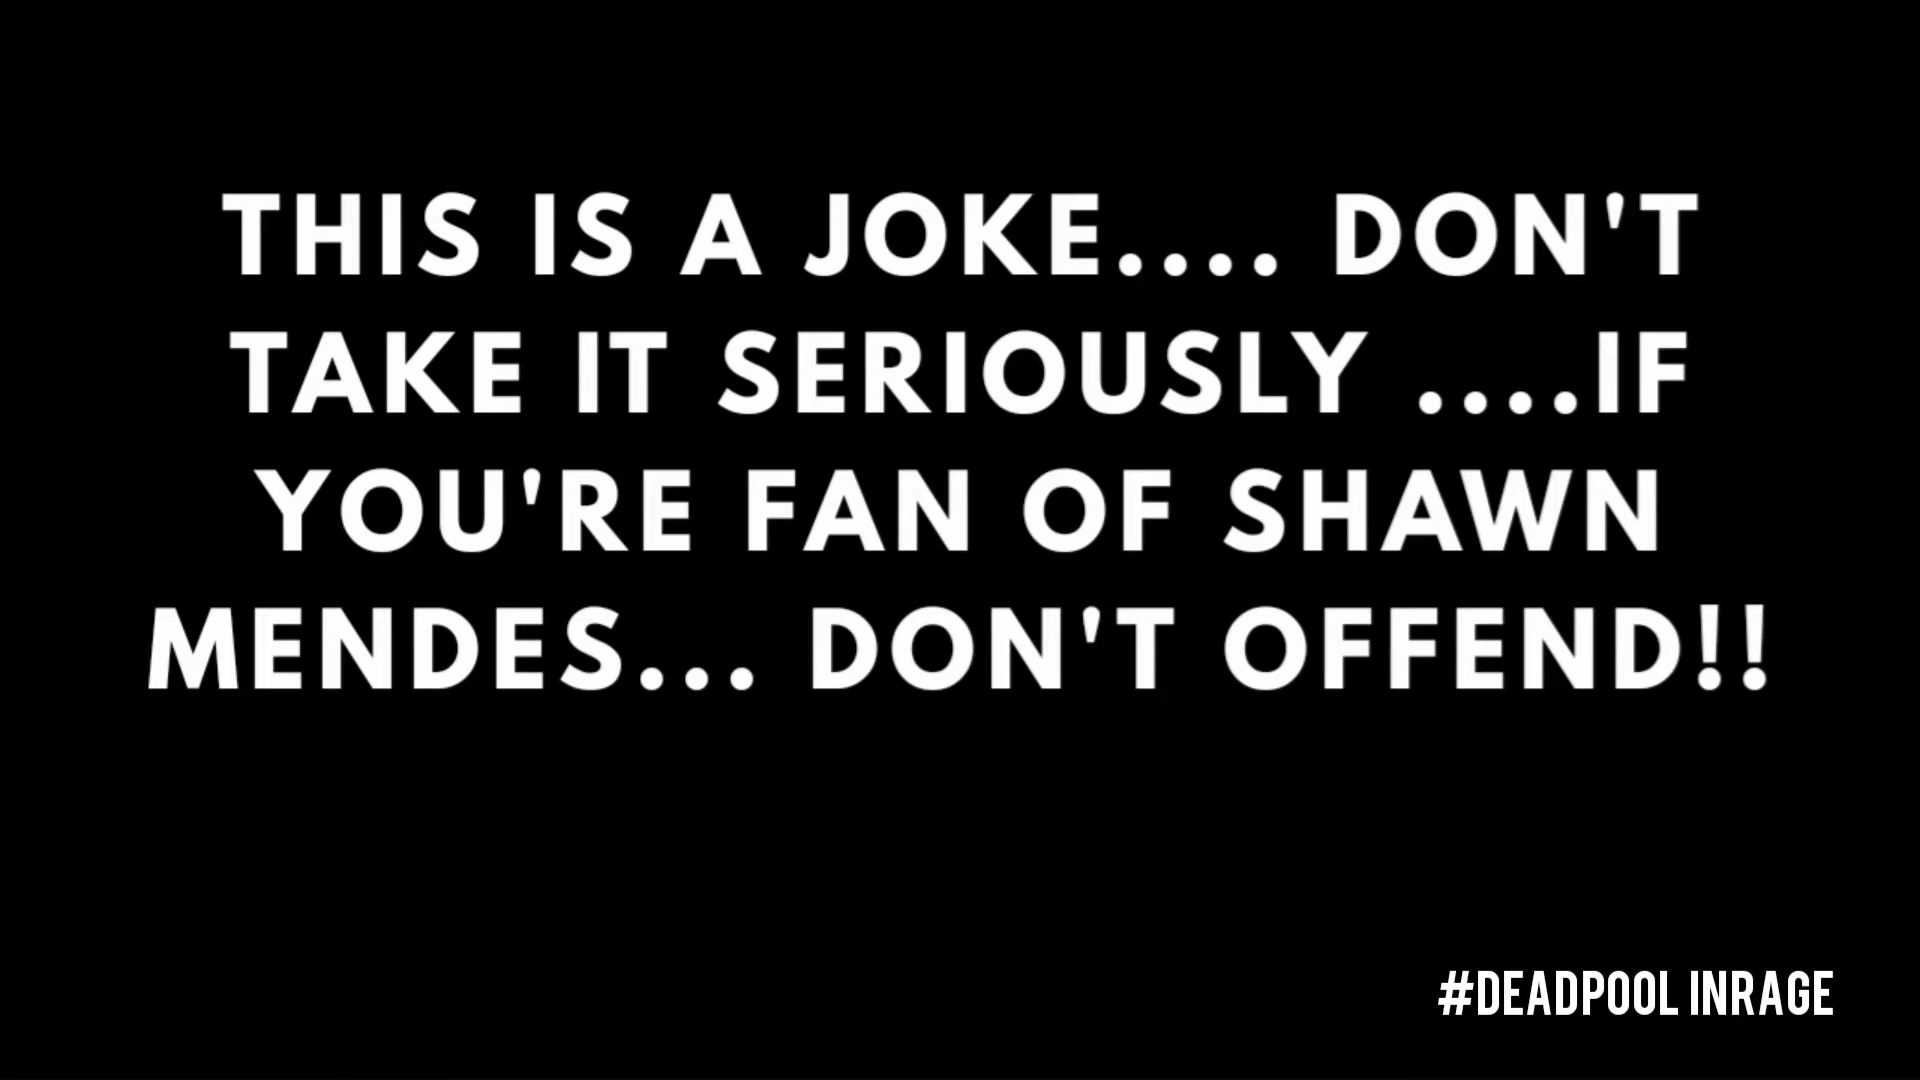 THIS IS A JOKE.... DON'T
TAKE IT SERIOUSLY ....IF
YOU'RE FAN OF SHAWN
MENDES... DON'T OFFEND!!
#DEADPOOL INRAGE